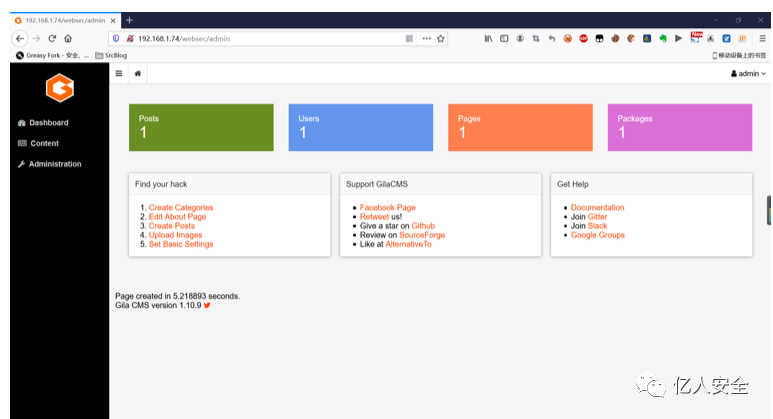 192.168.1.74/websec/admin
192.168.1.74/websec/admin
Greasy Fork - 安全、...
SrcBlog
移动设备上的书签
admin
Dashboard
Content
Administration
Posts
1
Users
1
Pages
1
Packages
1
Find your hack
1. Create Categories
2. Edit About Page
3. Create Posts
4. Upload Images
5. Set Basic Settings
Support GilaCMS
Facebook Page
Retweet us!
Give a star on Github
Review on SourceForge
Like at AlternativeTo
Get Help
Documentation
Join Gitter
Join Slack
Google Groups
Page created in 5.218893 seconds.
Gila CMS version 1.10.9
亿人安全